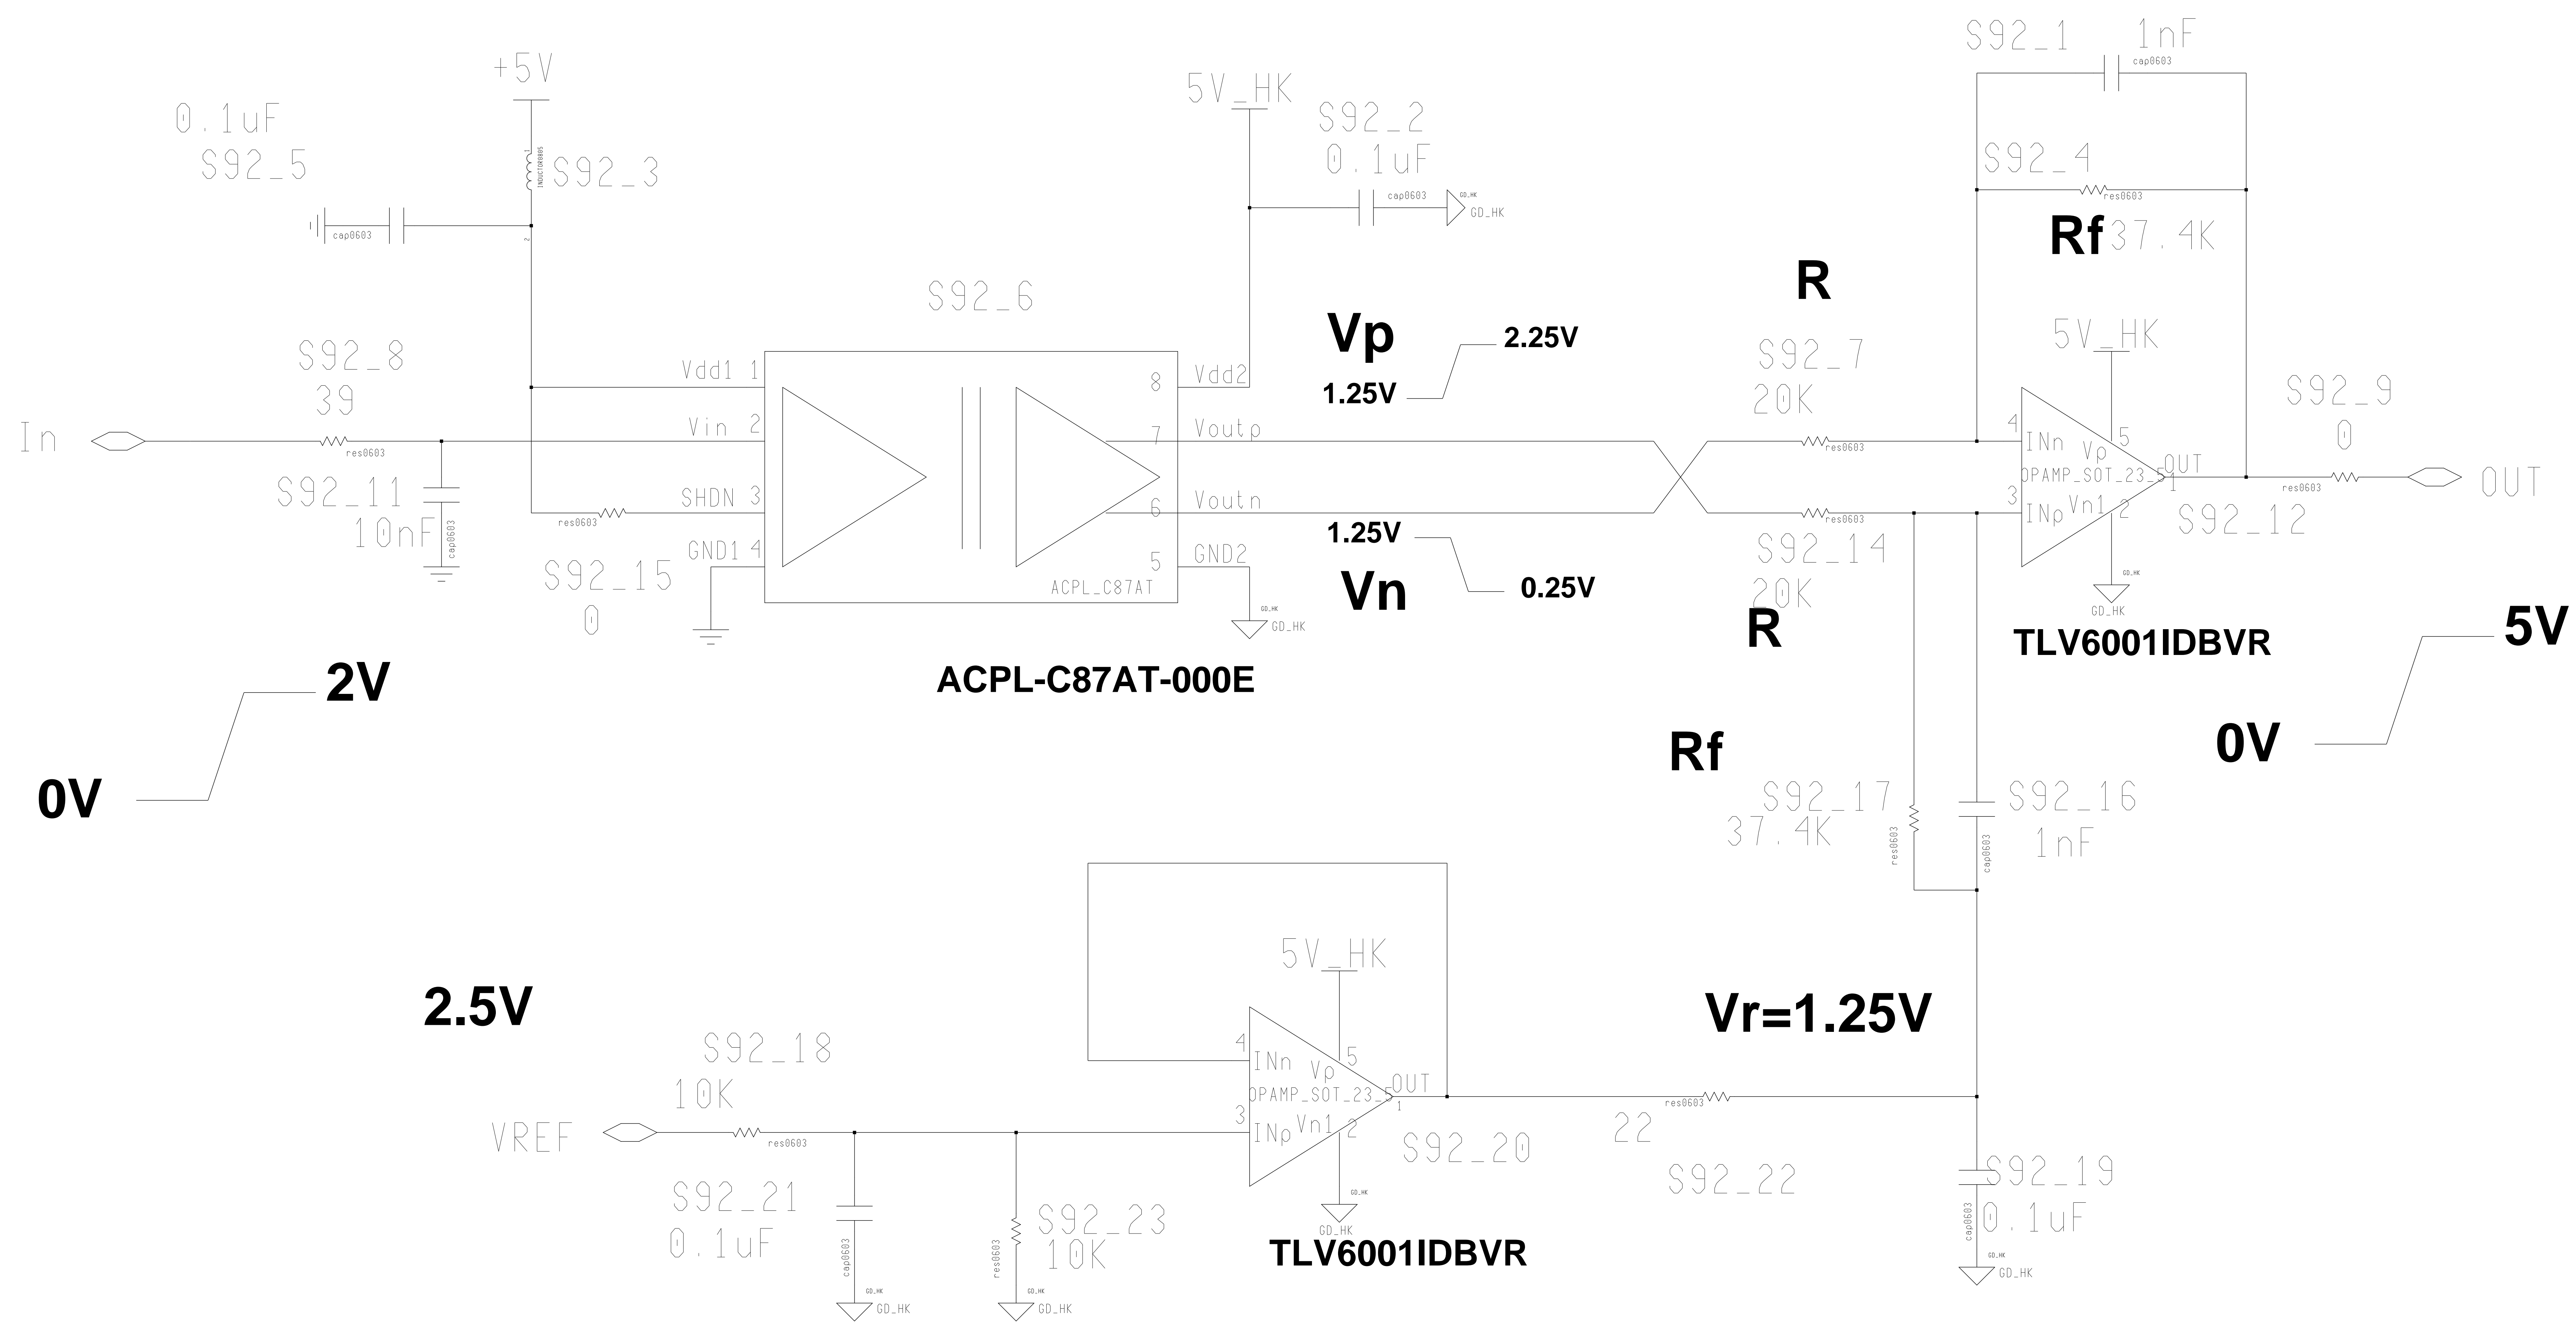 S92_1
1nF
cap0603
+5V
5V_HK
0.1uF
S92_5
S92_2
0.1uF
1
INDUCTOR0805
S92_3
2
S92_4
cap0603
GD_HK
GD_HK
res0603
cap0603
Rf
37.4K
R
S92_6
Vp
2.25V
1.25V
S92_7
20K
5V_HK
S92_8
39
Vdd1 1
8 Vdd2
S92_9
0
In
res0603
Vin 2
7 Voutp
res0603
4
INn
Vp
5
OPAMP_SOT_23_5
OUT
1
res0603
OUT
S92_11
10nF
cap0603
SHDN 3
res0603
6 Voutn
res0603
3
INp
Vn1
2
S92_12
1.25V
Vn
0.25V
S92_14
20K
R
GND1 4
5 GND2
ACPL_C87AT
S92_15
0
GD_HK
GD_HK
GD_HK
GD_HK
TLV6001IDBVR
5V
0V
ACPL-C87AT-000E
2V
0V
Rf
S92_17
37.4K
res0603
S92_16
1nF
cap0603
5V_HK
2.5V
Vr=1.25V
S92_18
10K
4
INn
Vp
5
OPAMP_SOT_23_5
OUT
1
VREF
res0603
3
INp
Vn1
2
S92_20
res0603
22
S92_22
S92_21
0.1uF
cap0603
S92_23
10K
res0603
GD_HK
GD_HK
TLV6001IDBVR
S92_19
0.1uF
cap0603
GD_HK
GD_HK
GD_HK
GD_HK
GD_HK
GD_HK